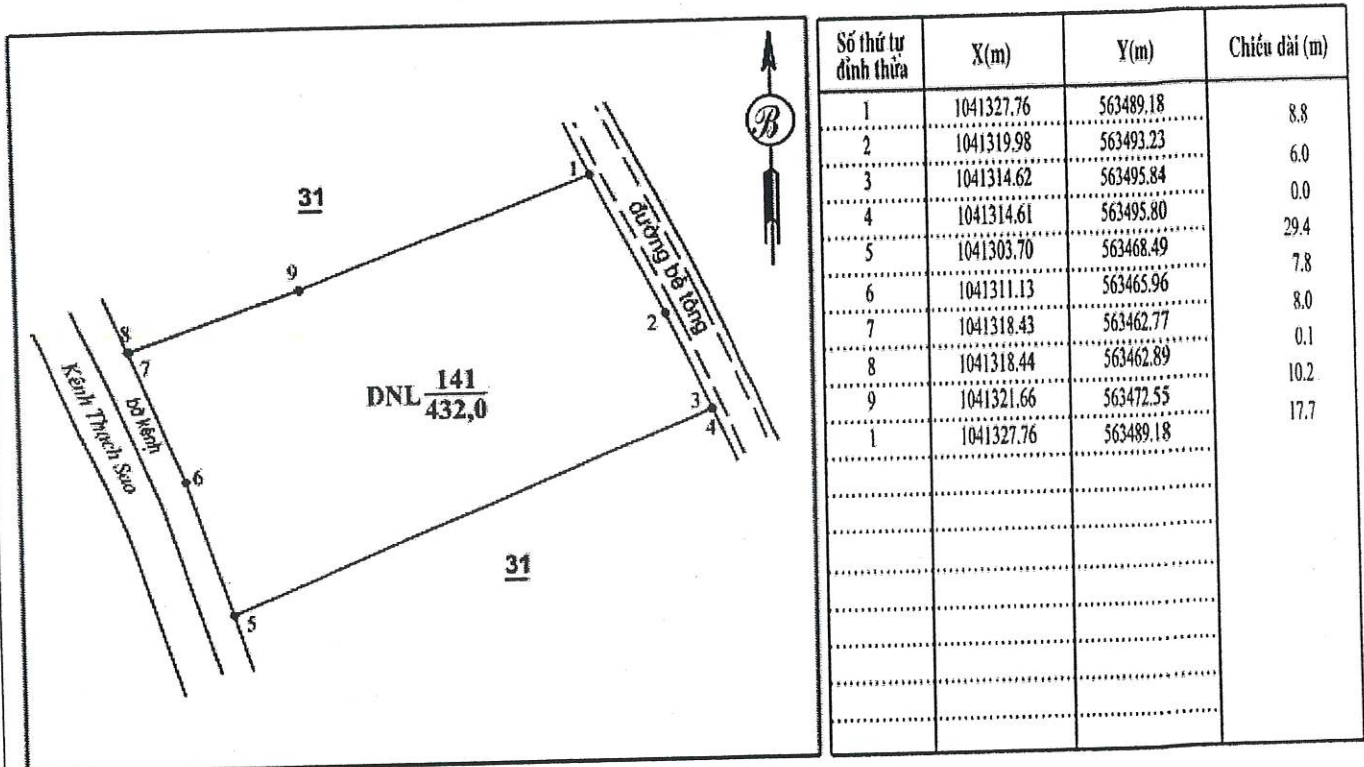 B
31
1
đường bê tông
9
2
8
7
Kênh Thạch Sao
bờ kênh
DNL 141
432,0
3
4
6
31
5
Số thứ tự đỉnh thửa X(m) Y(m) Chiều dài (m)
1 1041327.76 563489.18
8.8
2 1041319.98 563493.23
6.0
3 1041314.62 563495.84
0.0
4 1041314.61 563495.80
29.4
5 1041303.70 563468.49
7.8
6 1041311.13 563465.96
8.0
7 1041318.43 563462.77
0.1
8 1041318.44 563462.89
10.2
9 1041321.66 563472.55
17.7
1 1041327.76 563489.18